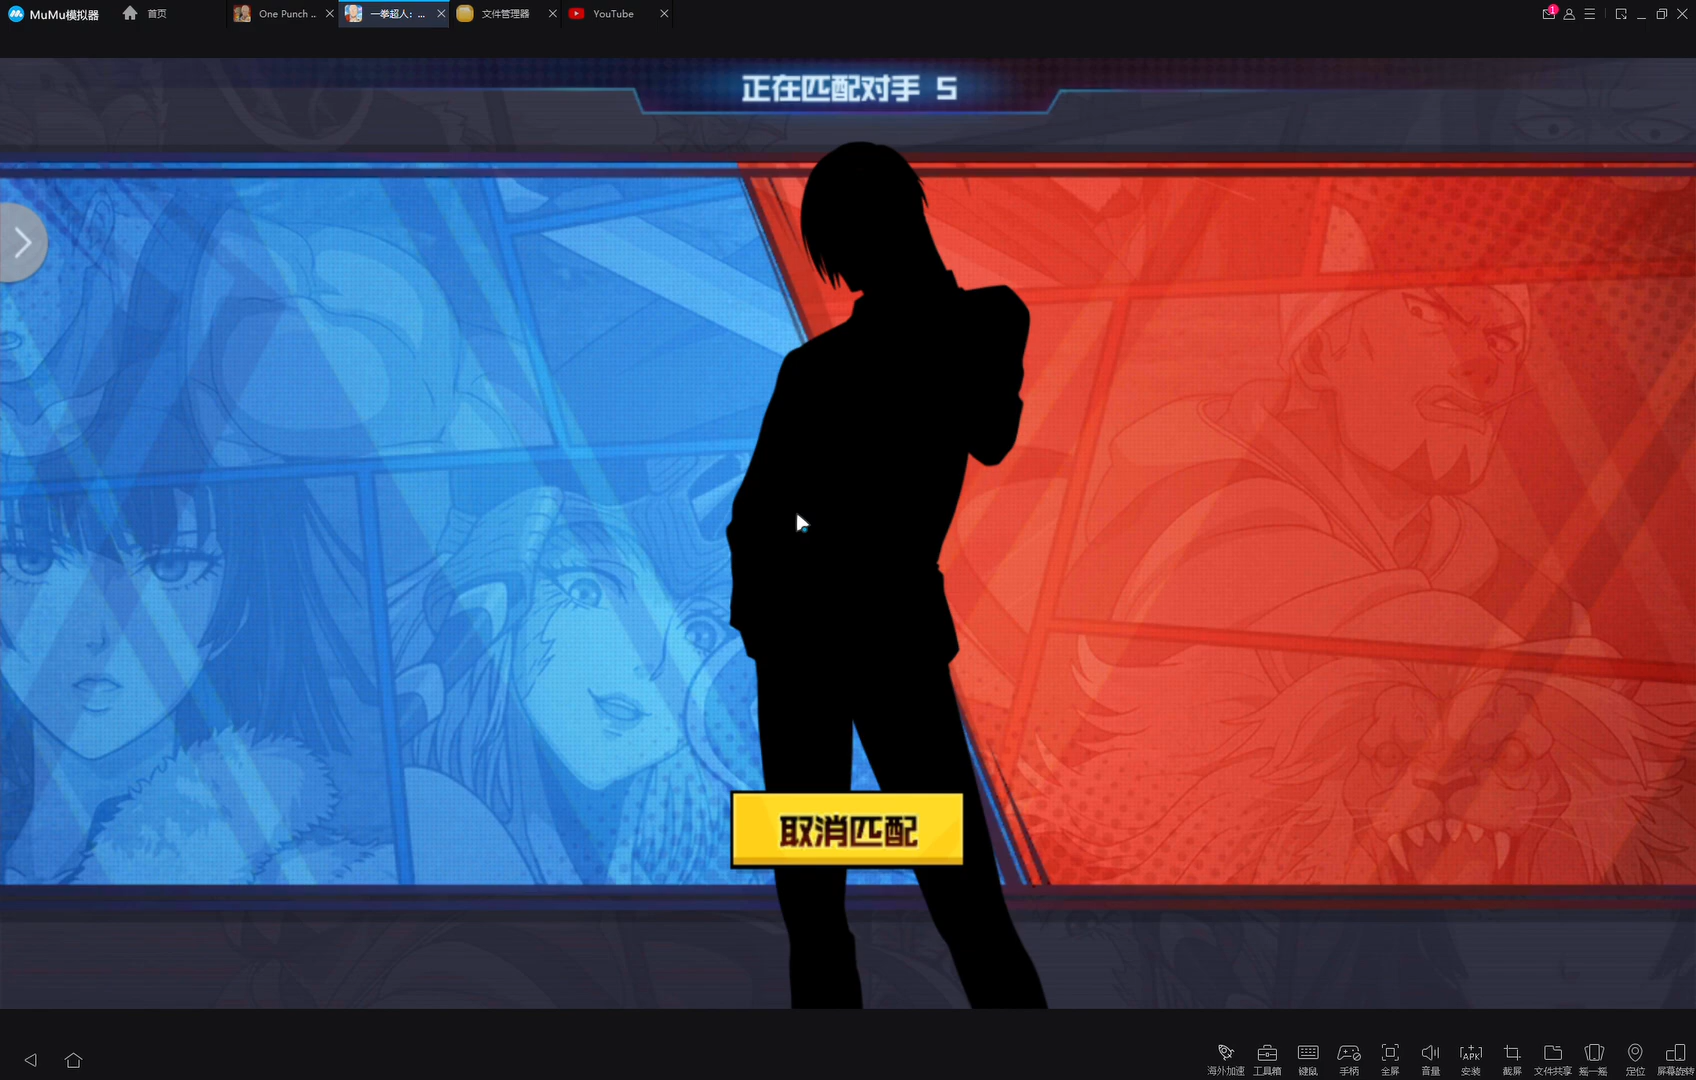 MuMu模拟器
首页
One Punch ..
一拳超人: ...
文件管理器
YouTube
1
正在匹配对手 5
取消匹配
海外加速
工具箱
键鼠
手柄
全屏
音量
APK
安装
截屏
文件共享
摇一摇
定位
屏幕旋转